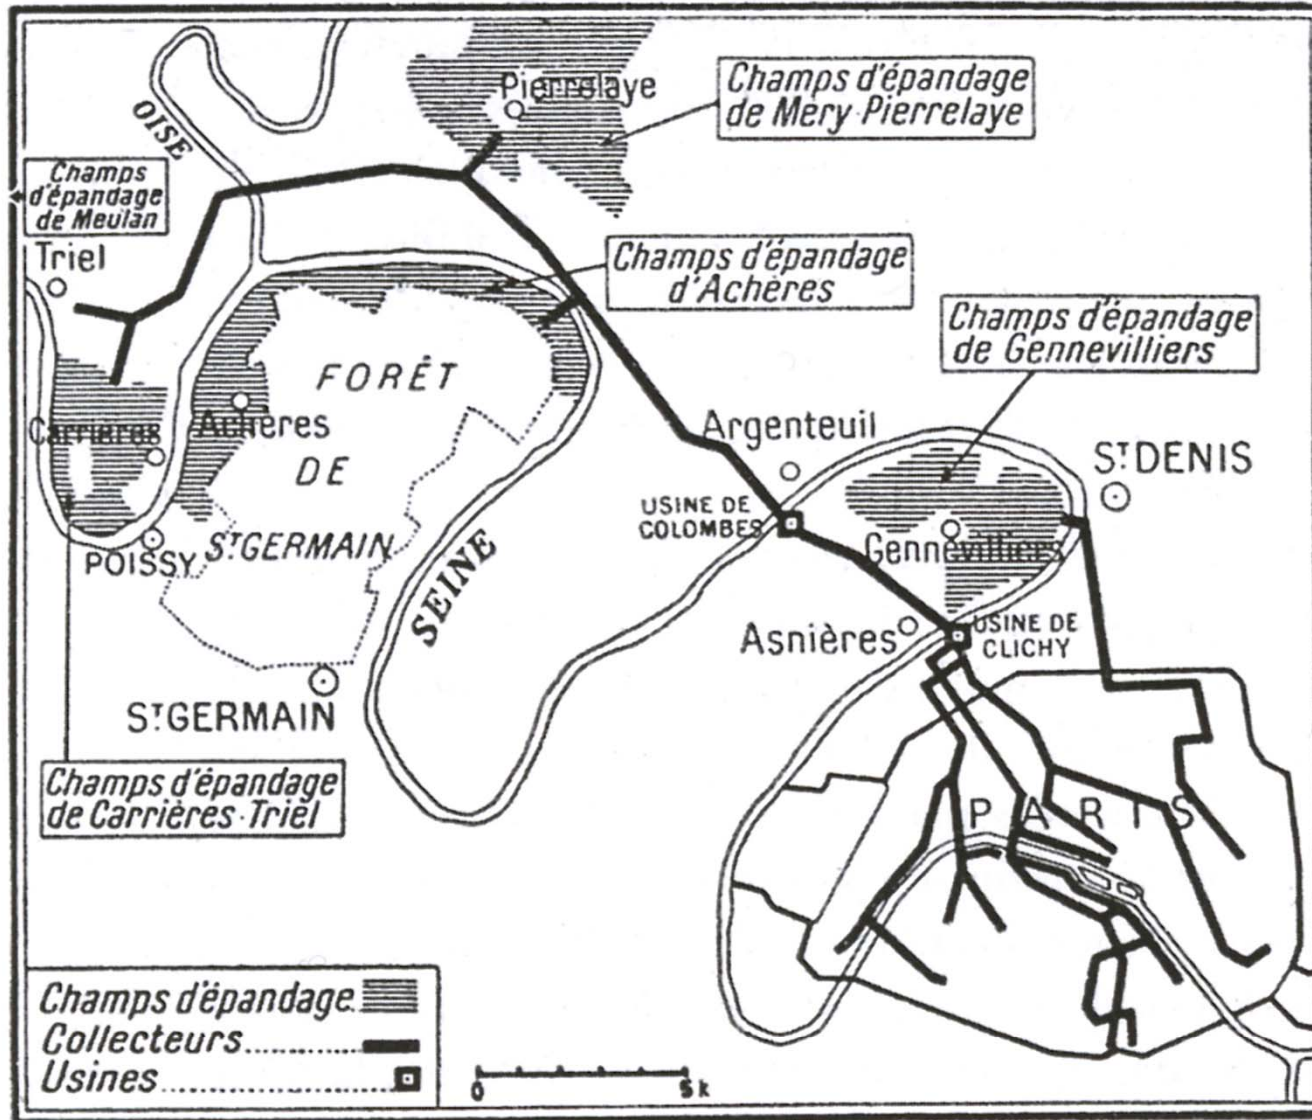 Pierrelaye
Champs d'épandage
de Méry-Pierrelaye
OISE
Champs
d'épandage
de Meulan
Triel
Champs d'épandage
d'Achères
Champs d'épandage
de Gennevilliers
FORÊT
DE
ST GERMAIN
Carrières
Achères
Argenteuil
ST DENIS
USINE DE
COLOMBES
Gennevilliers
POISSY
SEINE
Asnières
USINE DE
CLICHY
ST GERMAIN
Champs d'épandage
de Carrières-Triel
PARIS
Champs d'épandage
Collecteurs
Usines
0 5k